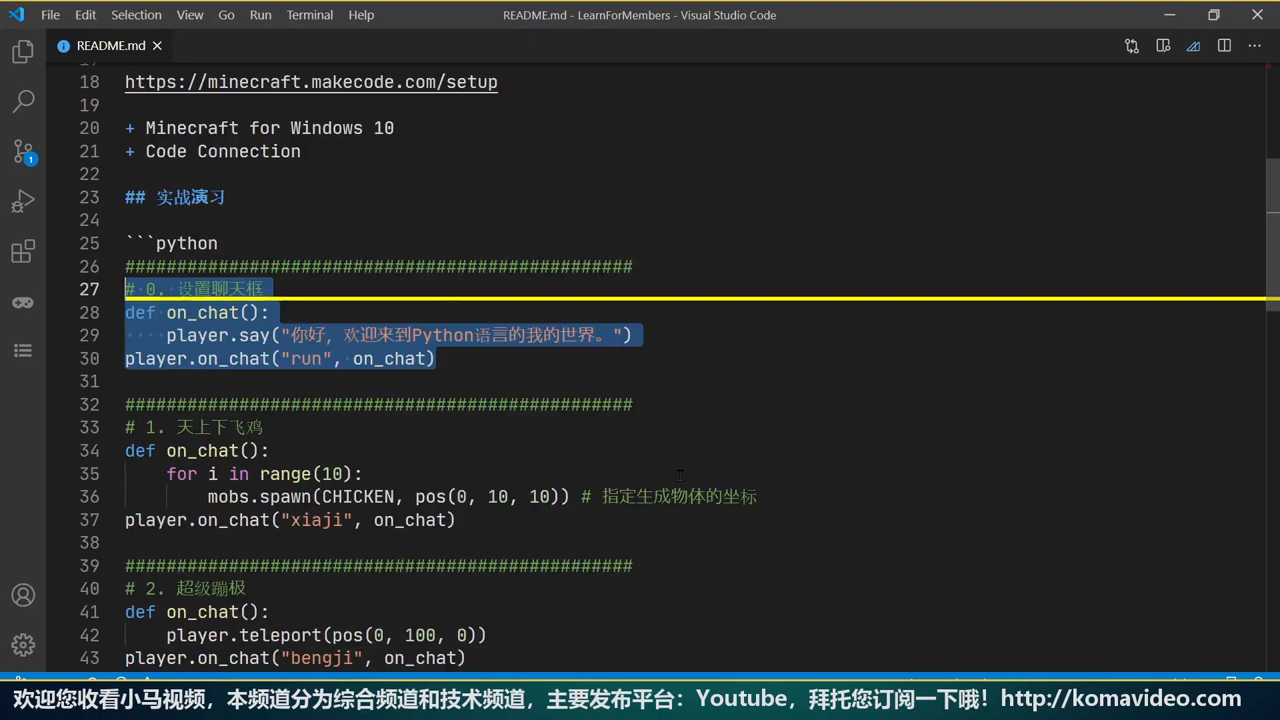 File Edit Selection View Go Run Terminal Help README.md - LearnForMembers - Visual Studio Code
README.md
18 https://minecraft.makecode.com/setup
19
20 + Minecraft for Windows 10
21 + Code Connection
22
23 ## 实战演习
24
25 ```python
26 #################################################
27 # 0. 设置聊天框
28 def on_chat():
29 player.say("你好，欢迎来到Python语言的我的世界。")
30 player.on_chat("run", on_chat)
31
32 #################################################
33 # 1. 天上下飞鸡
34 def on_chat():
35 for i in range(10):
36 mobs.spawn(CHICKEN, pos(0, 10, 10)) # 指定生成物体的坐标
37 player.on_chat("xiaji", on_chat)
38
39 #################################################
40 # 2. 超级蹦极
41 def on_chat():
42 player.teleport(pos(0, 100, 0))
43 player.on_chat("bengji", on_chat)
1
欢迎您收看小马视频，本频道分为综合频道和技术频道，主要发布平台：Youtube，拜托您订阅一下哦！http://komavideo.com